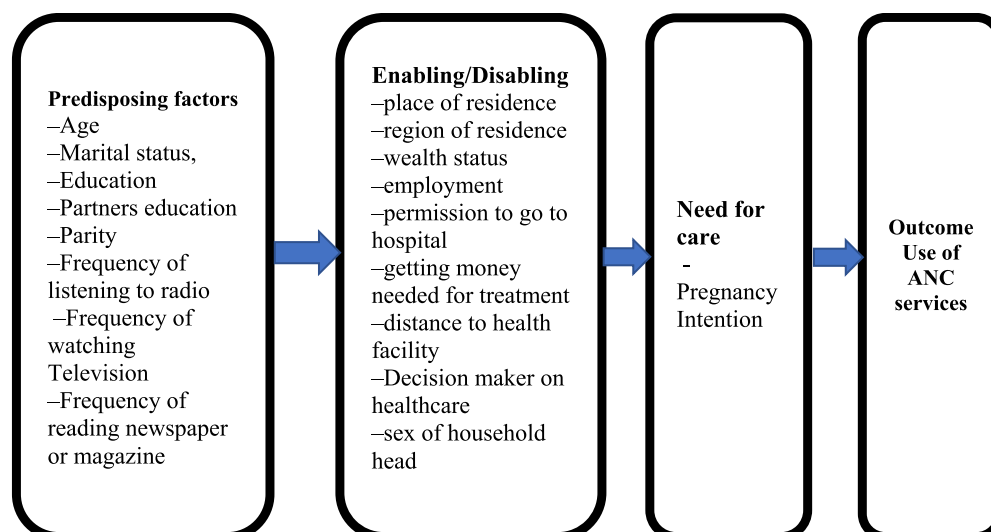 Predisposing factors
–Age
–Marital status,
–Education
–Partners education
–Parity
–Frequency of
listening to radio
–Frequency of
watching
Television
–Frequency of
reading newspaper
or magazine
Enabling/Disabling
–place of residence
–region of residence
–wealth status
–employment
–permission to go to
hospital
–getting money
needed for treatment
–distance to health
facility
–Decision maker on
healthcare
–sex of household
head
Need for
care
-
Pregnancy
Intention
Outcome
Use of
ANC
services